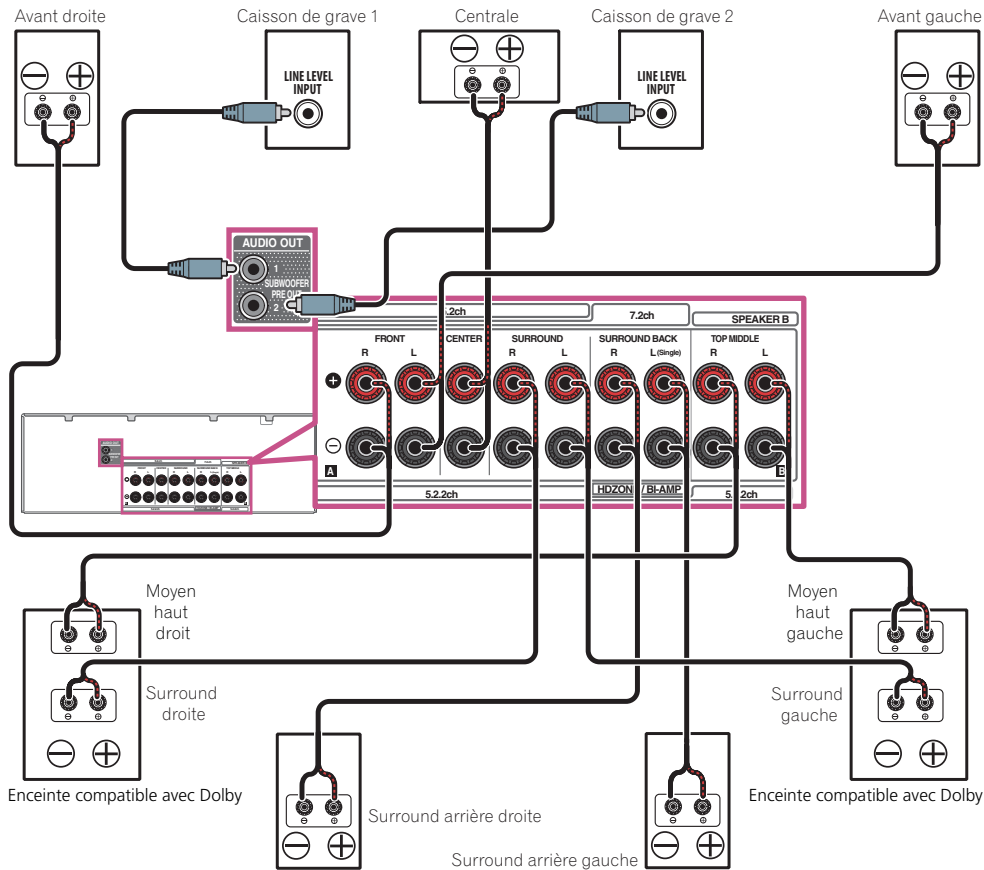 Avant droite
Caisson de grave 1
Centrale
Caisson de grave 2
Avant gauche
LINE LEVEL
INPUT
LINE LEVEL
INPUT
AUDIO OUT
1
SUBWOOFER
PRE OUT
2
.2ch
7.2ch
SPEAKER B
FRONT
CENTER
SURROUND
SURROUND BACK
TOP MIDDLE
R
L
R
L
R
L (Single)
R
L
A
B
5.2.2ch
HDZONE / BI-AMP
5. 2ch
Moyen
haut
droit
Moyen
haut
gauche
Surround
droite
Surround
gauche
Enceinte compatible avec Dolby
Enceinte compatible avec Dolby
Surround arrière droite
Surround arrière gauche